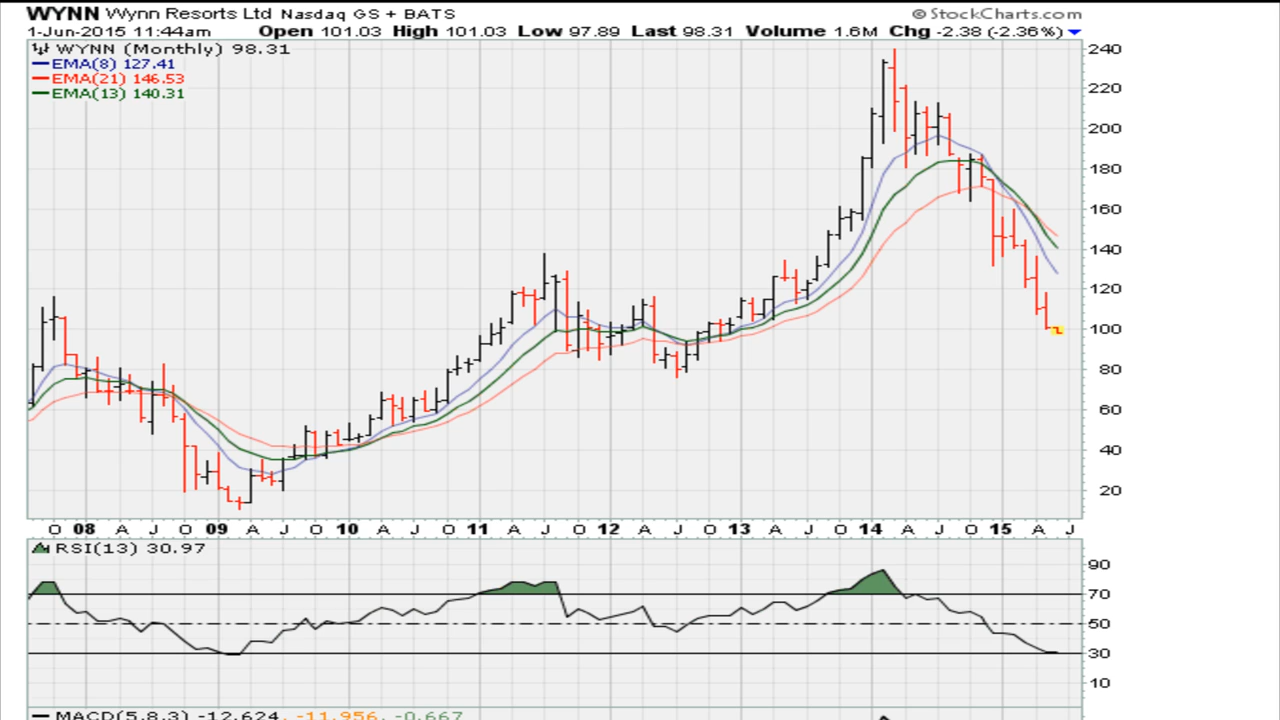 WYNN Wynn Resorts Ltd Nasdaq GS + BATS © StockCharts.com
1-Jun-2015 11:44am Open 101.03 High 101.03 Low 97.89 Last 98.31 Volume 1.6M Chg -2.38 (-2.36%)
WYNN (Monthly) 98.31
EMA(8) 127.41
EMA(21) 146.53
EMA(13) 140.31
240
220
200
180
160
140
120
100
80
60
40
20
O 08 A J O 09 A J O 10 A J O 11 A J O 12 A J O 13 A J O 14 A J O 15 A J
RSI(13) 30.97
90
70
50
30
10
MACD(5,8,3) -12.624, -11.956, -0.667